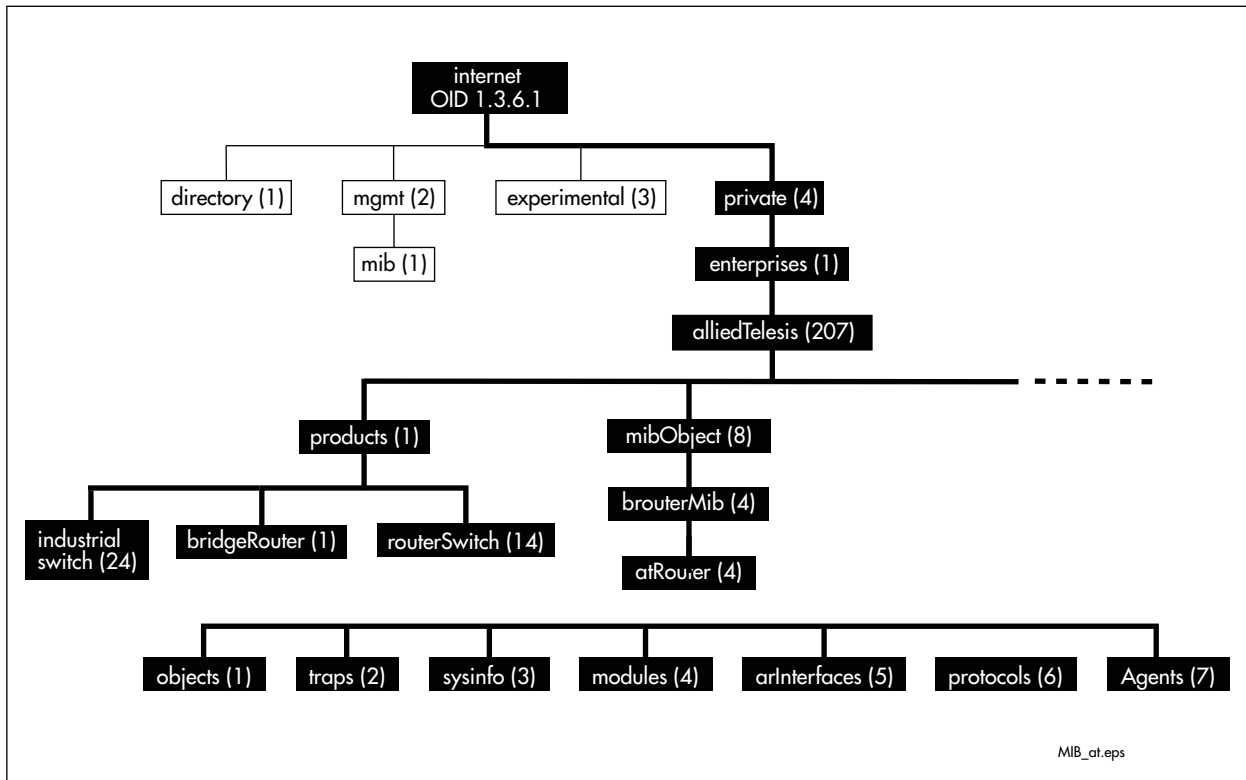 internet
OID 1.3.6.1
directory (1)
mgmt (2)
experimental (3)
private (4)
mib (1)
enterprises (1)
alliedTelesis (207)
products (1)
mibObject (8)
industrial
switch (24)
bridgeRouter (1)
routerSwitch (14)
brouterMib (4)
atRouter (4)
objects (1)
traps (2)
sysinfo (3)
modules (4)
arInterfaces (5)
protocols (6)
Agents (7)
MIB_at.eps